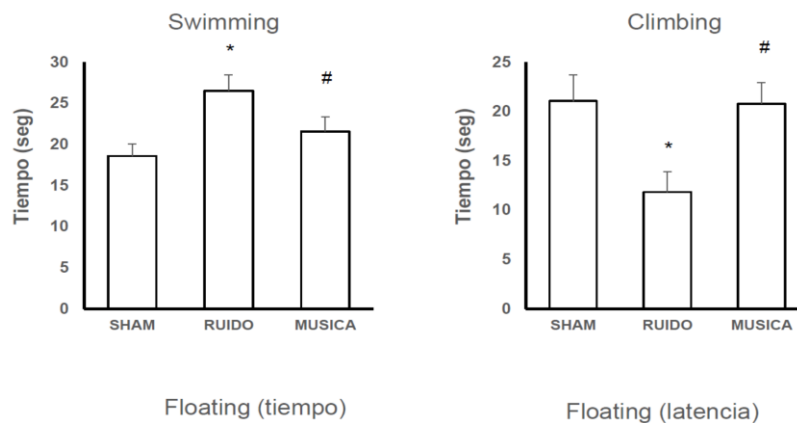 Swimming
Tiempo (seg)
30
25
20
15
10
5
0
*
#
SHAM RUIDO MUSICA
Climbing
Tiempo (seg)
25
20
15
10
5
0
*
#
SHAM RUIDO MUSICA
Floating (tiempo)
Floating (latencia)